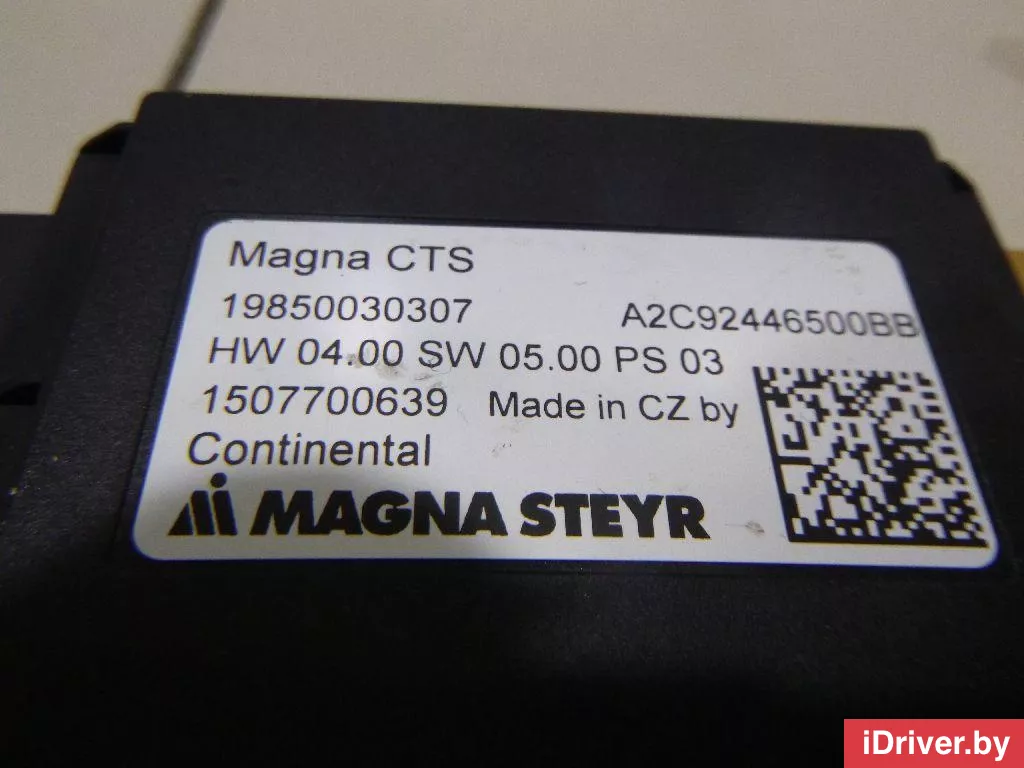 Magna CTS
19850030307 A2C92446500BB
HW 04.00 SW 05.00 PS 03
1507700639 Made in CZ by
Continental
MAGNA STEYR
iDriver.by